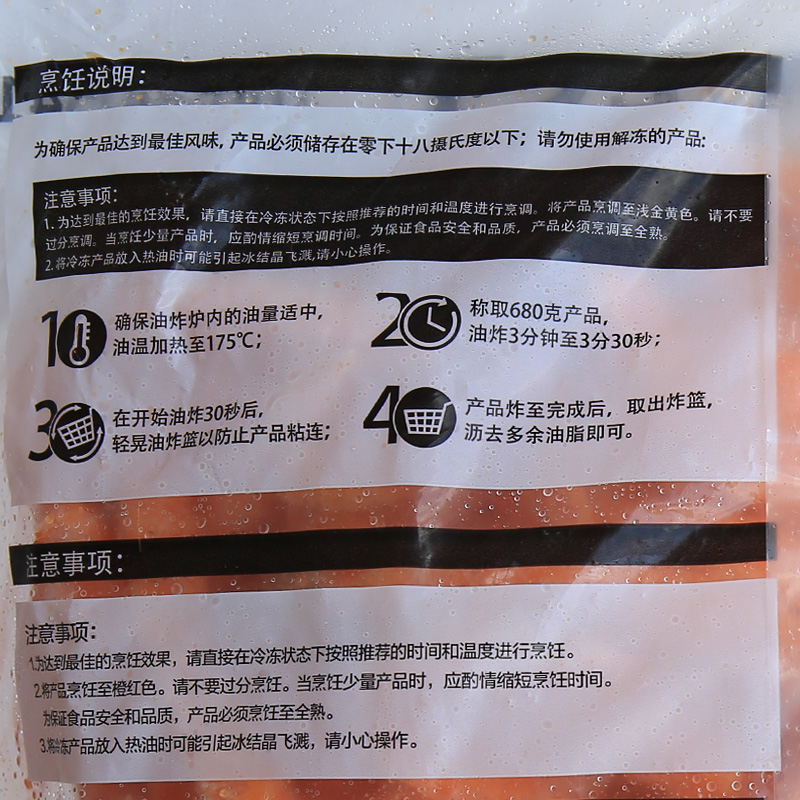 烹饪说明：
为确保产品达到最佳风味，产品必须储存在零下十八摄氏度以下；请勿使用解冻的产品：
注意事项：
1. 为达到最佳的烹饪效果，请直接在冷冻状态下按照推荐的时间和温度进行烹调。将产品烹调至浅金黄色。请不要
过分烹调。当烹饪少量产品时，应酌情缩短烹调时间。为保证食品安全和品质，产品必须烹调至全熟。
2. 将冷冻产品放入热油时可能引起冰结晶飞溅，请小心操作。
1 确保油炸炉内的油量适中，
油温加热至175℃；
2 称取680克产品，
油炸3分钟至3分30秒；
3 在开始油炸30秒后，
轻晃油炸篮以防止产品粘连；
4 产品炸至完成后，取出炸篮，
沥去多余油脂即可。
注意事项：
注意事项：
1.为达到最佳的烹饪效果，请直接在冷冻状态下按照推荐的时间和温度进行烹饪。
2.将产品烹饪至橙红色。请不要过分烹饪。当烹饪少量产品时，应酌情缩短烹饪时间。
为保证食品安全和品质，产品必须烹饪至全熟。
3.将冷冻产品放入热油时可能引起冰结晶飞溅，请小心操作。